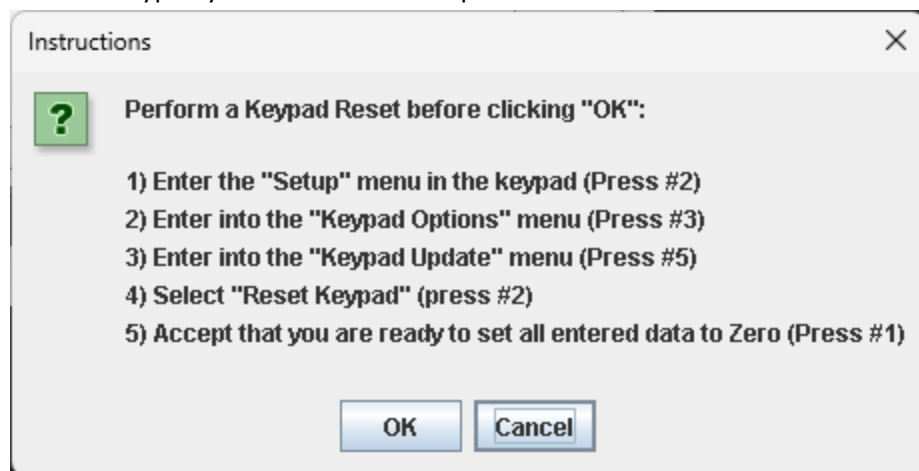 Instructions
Perform a Keypad Reset before clicking "OK":
1) Enter the "Setup" menu in the keypad (Press #2)
2) Enter into the "Keypad Options" menu (Press #3)
3) Enter into the "Keypad Update" menu (Press #5)
4) Select "Reset Keypad" (press #2)
5) Accept that you are ready to set all entered data to Zero (Press #1)
OK Cancel